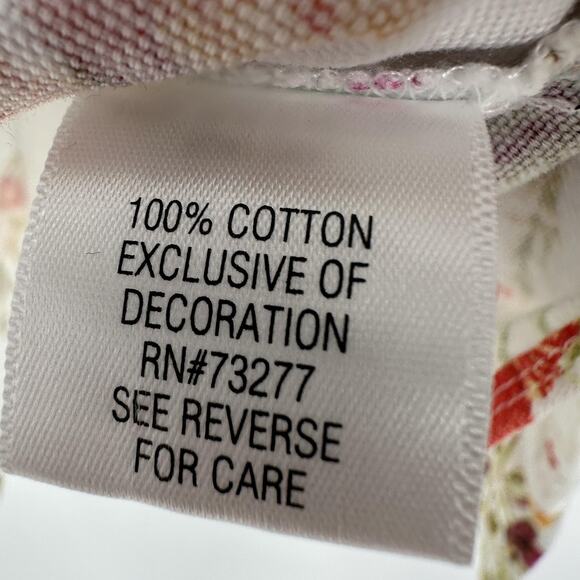 100% COTTON
EXCLUSIVE OF
DECORATION
RN#73277
SEE REVERSE
FOR CARE